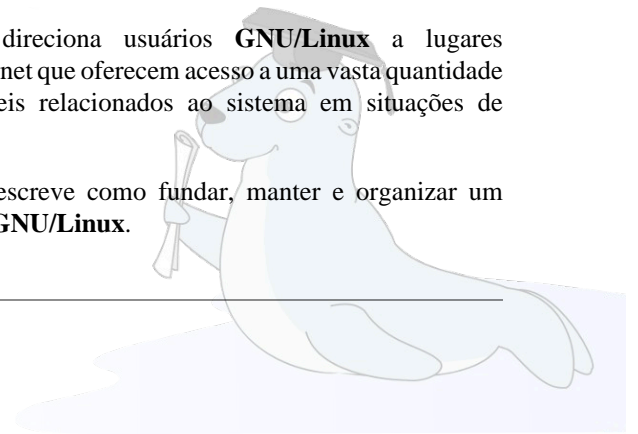 direciona usuários GNU/Linux a lugares
net que oferecem acesso a uma vasta quantidade
eis relacionados ao sistema em situações de
escreve como fundar, manter e organizar um
GNU/Linux.